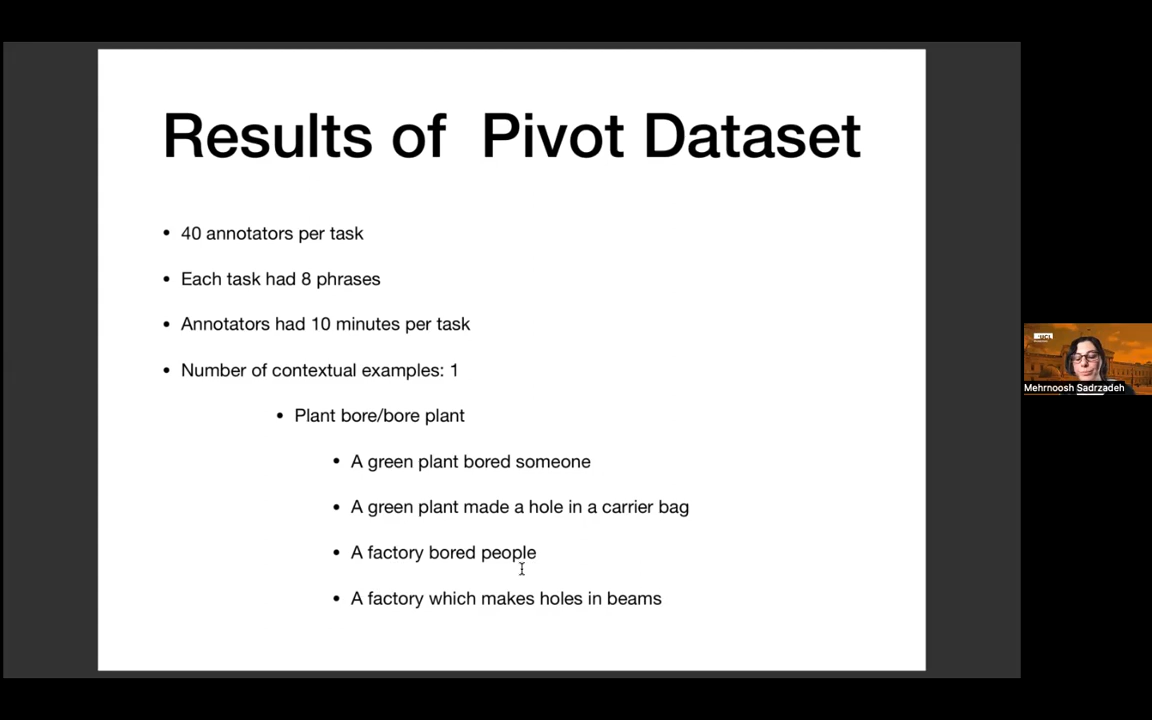 Results of Pivot Dataset
• 40 annotators per task
• Each task had 8 phrases
• Annotators had 10 minutes per task
• Number of contextual examples: 1
• Plant bore/bore plant
• A green plant bored someone
• A green plant made a hole in a carrier bag
• A factory bored people
• A factory which makes holes in beams
UCL
Mehrnoosh Sadrzadeh